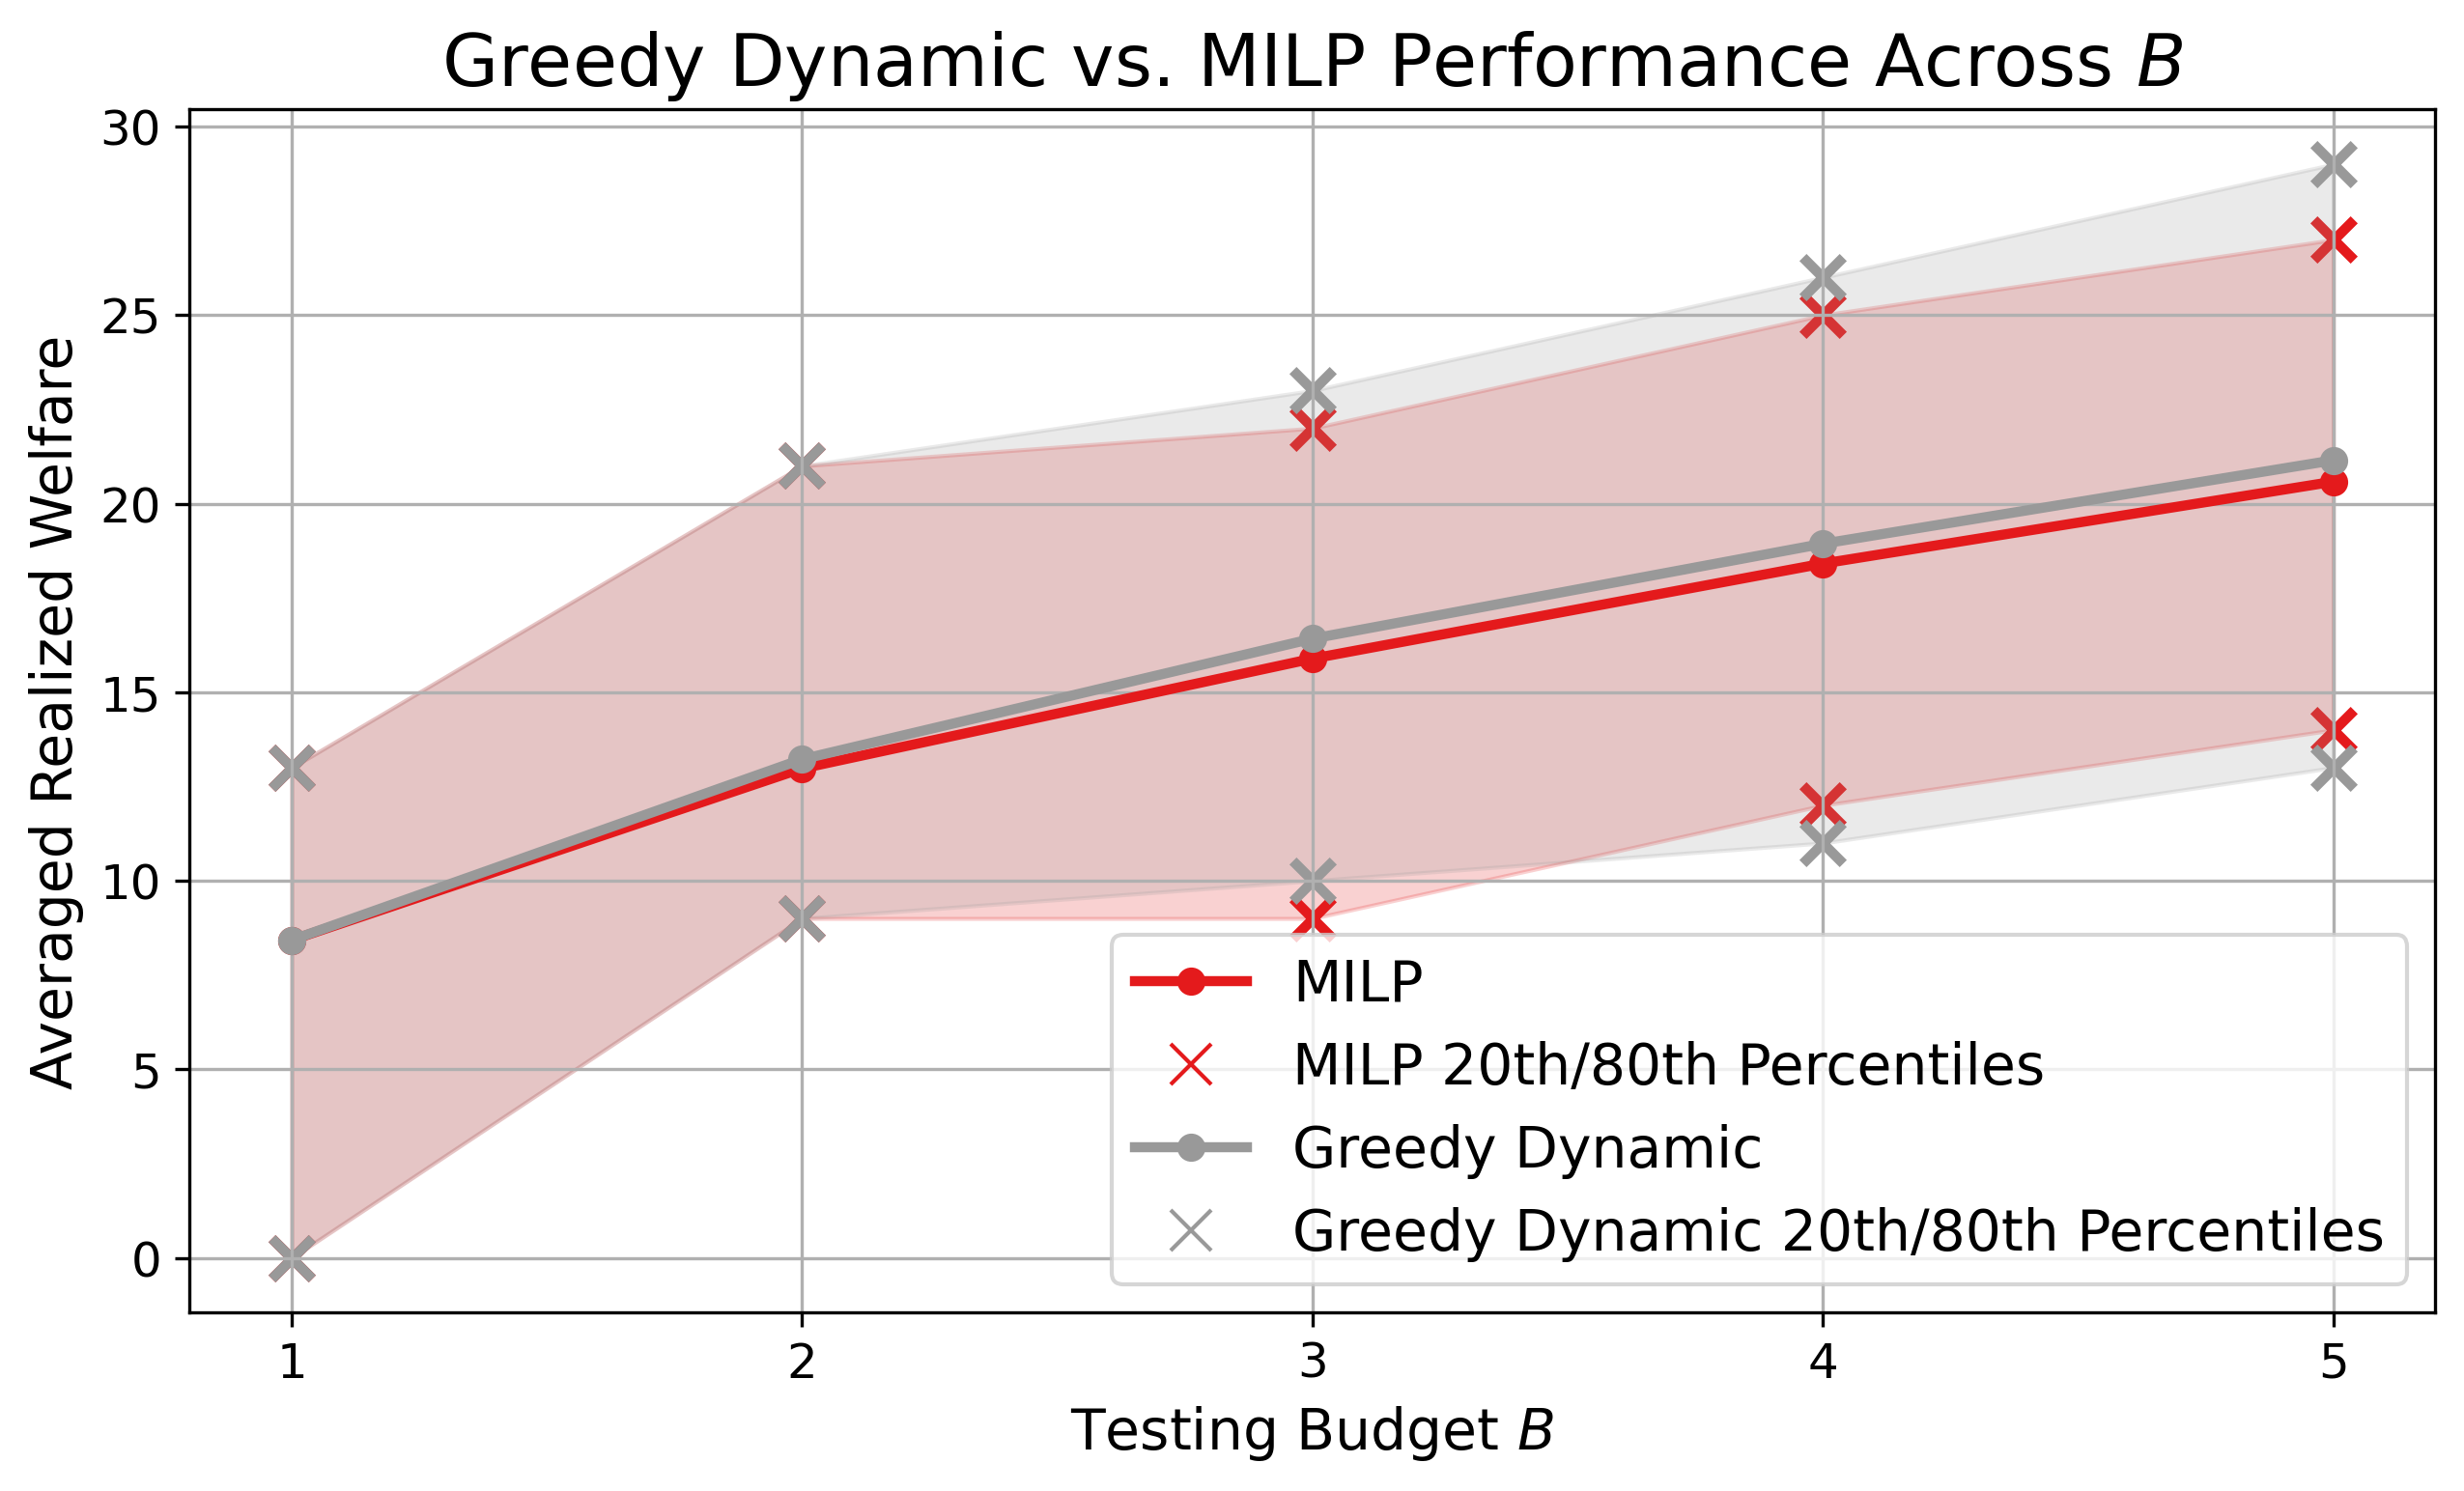 Greedy Dynamic vs. MILP Performance Across B
30
25
20
15
10
5
0
Averaged Realized Welfare
MILP
MILP 20th/80th Percentiles
Greedy Dynamic
Greedy Dynamic 20th/80th Percentiles
1 2 3 4 5
Testing Budget B